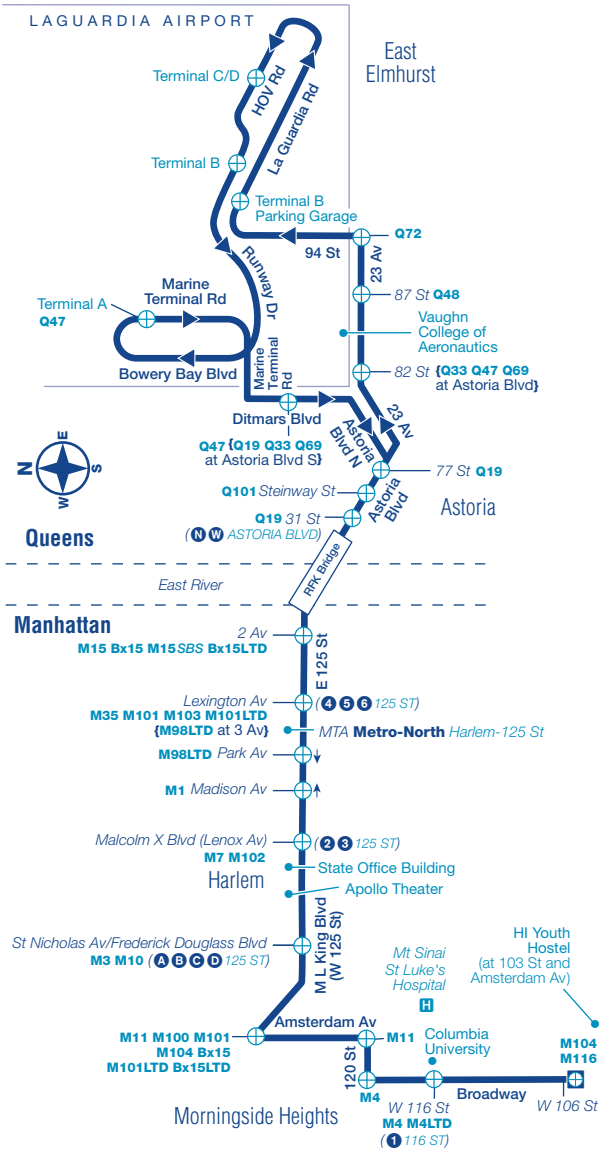 LAGUARDIA AIRPORT
East
Elmhurst
Terminal C/D
HOV Rd
La Guardia Rd
Terminal B
Terminal B
Parking Garage
Q72
94 St
23 Av
Runway Dr
Marine
Terminal Rd
87 St Q48
Terminal A
Q47
Vaughn
College of
Aeronautics
Marine
Terminal
Rd
Bowery Bay Blvd
82 St {Q33 Q47 Q69
at Astoria Blvd}
Ditmars Blvd
23 Av
Astoria
Blvd N
Q47 {Q19 Q33 Q69
at Astoria Blvd S}
N
E
S
W
77 St Q19
Q101 Steinway St
Astoria
Blvd
Astoria
Q19 31 St
(N W ASTORIA BLVD)
Queens
RFK Bridge
East River
Manhattan
2 Av
M15 Bx15 M15SBS Bx15LTD
E 125 St
Lexington Av
(4 5 6 125 ST)
M35 M101 M103 M101LTD
{M98LTD at 3 Av}
MTA Metro-North Harlem-125 St
M98LTD Park Av
M1 Madison Av
Malcolm X Blvd (Lenox Av)
(2 3 125 ST)
M7 M102
State Office Building
Harlem
Apollo Theater
M L King Blvd
(W 125 St)
St Nicholas Av/Frederick Douglass Blvd
M3 M10 (A B C D 125 ST)
Mt Sinai
St Luke's
Hospital
H
HI Youth
Hostel
(at 103 St and
Amsterdam Av)
Amsterdam Av
M11 M100 M101
M104 Bx15
M101LTD Bx15LTD
M11
Columbia
University
M104
M116
120 St
M4
W 116 St
M4 M4LTD
(1 116 ST)
Broadway
W 106 St
Morningside Heights